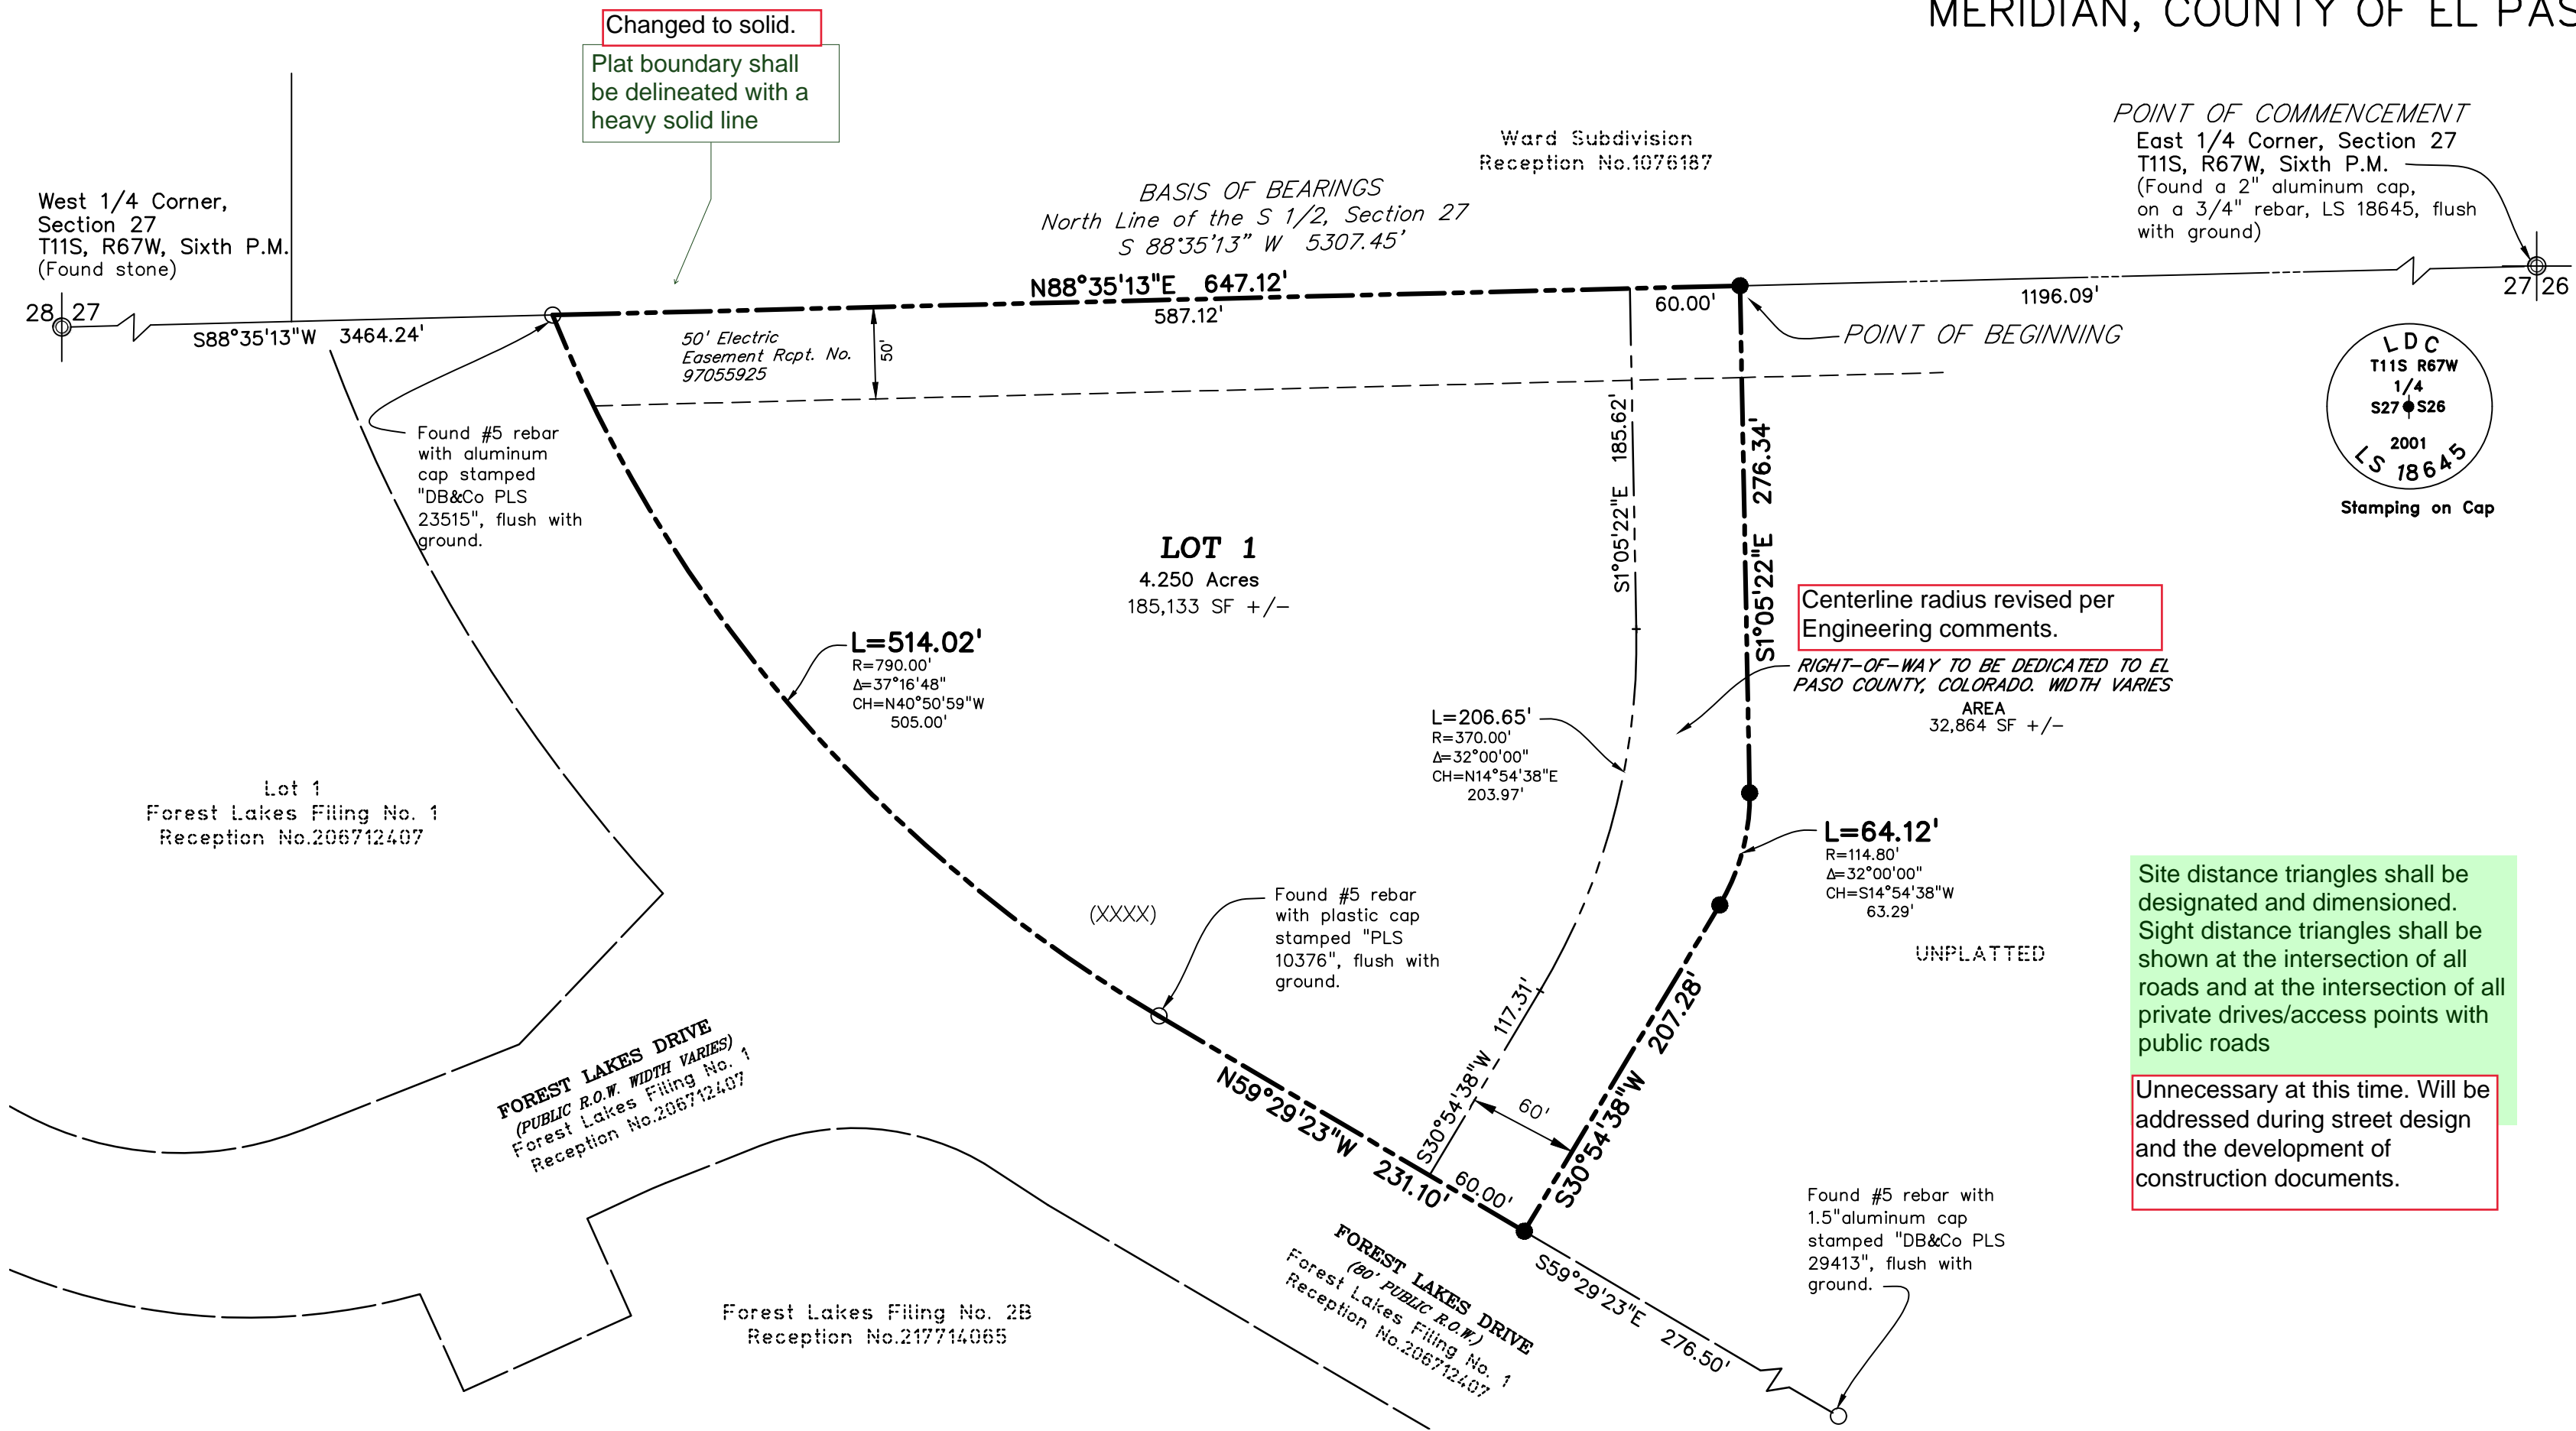 MERIDIAN, COUNTY OF EL PAS
Changed to solid.
Plat boundary shall
be delineated with a
heavy solid line
Ward Subdivision
Reception No.1076187
POINT OF COMMENCEMENT
East 1/4 Corner, Section 27
T11S, R67W, Sixth P.M.
(Found a 2" aluminum cap,
on a 3/4" rebar, LS 18645, flush
with ground)
West 1/4 Corner,
Section 27
T11S, R67W, Sixth P.M.
(Found stone)
BASIS OF BEARINGS
North Line of the S 1/2, Section 27
S 88°35'13" W 5307.45'
28 27
S88°35'13"W 3464.24'
N88°35'13"E 647.12'
587.12'
60.00'
1196.09'
27 26
POINT OF BEGINNING
50' Electric
Easement Rcpt. No.
97055925
50'
LDC
T11S R67W
1/4
S27 S26
2001
LS 18645
Stamping on Cap
Found #5 rebar
with aluminum
cap stamped
"DB&Co PLS
23515", flush with
ground.
S1°05'22"E 185.62'
S1°05'22"E 276.34'
LOT 1
4.250 Acres
185,133 SF +/-
Centerline radius revised per
Engineering comments.
RIGHT-OF-WAY TO BE DEDICATED TO EL
PASO COUNTY, COLORADO. WIDTH VARIES
AREA
32,864 SF +/-
L=514.02'
R=790.00'
Δ=37°16'48"
CH=N40°50'59"W
505.00'
L=206.65'
R=370.00'
Δ=32°00'00"
CH=N14°54'38"E
203.97'
Lot 1
Forest Lakes Filing No. 1
Reception No.206712407
L=64.12'
R=114.80'
Δ=32°00'00"
CH=S14°54'38"W
63.29'
UNPLATTED
Site distance triangles shall be
designated and dimensioned.
Sight distance triangles shall be
shown at the intersection of all
roads and at the intersection of all
private drives/access points with
public roads
Unnecessary at this time. Will be
addressed during street design
and the development of
construction documents.
(XXXX)
Found #5 rebar
with plastic cap
stamped "PLS
10376", flush with
ground.
S30°54'38"W 117.31'
S30°54'38"W 207.28'
60'
N59°29'23"W 231.10'
60.00'
FOREST LAKES DRIVE
(PUBLIC R.O.W. WIDTH VARIES)
Forest Lakes Filing No. 1
Reception No.206712407
Found #5 rebar with
1.5"aluminum cap
stamped "DB&Co PLS
29413", flush with
ground.
S59°29'23"E 276.50'
FOREST LAKES DRIVE
(80' PUBLIC R.O.W.)
Forest Lakes Filing No. 1
Reception No.206712407
Forest Lakes Filing No. 2B
Reception No.217714065